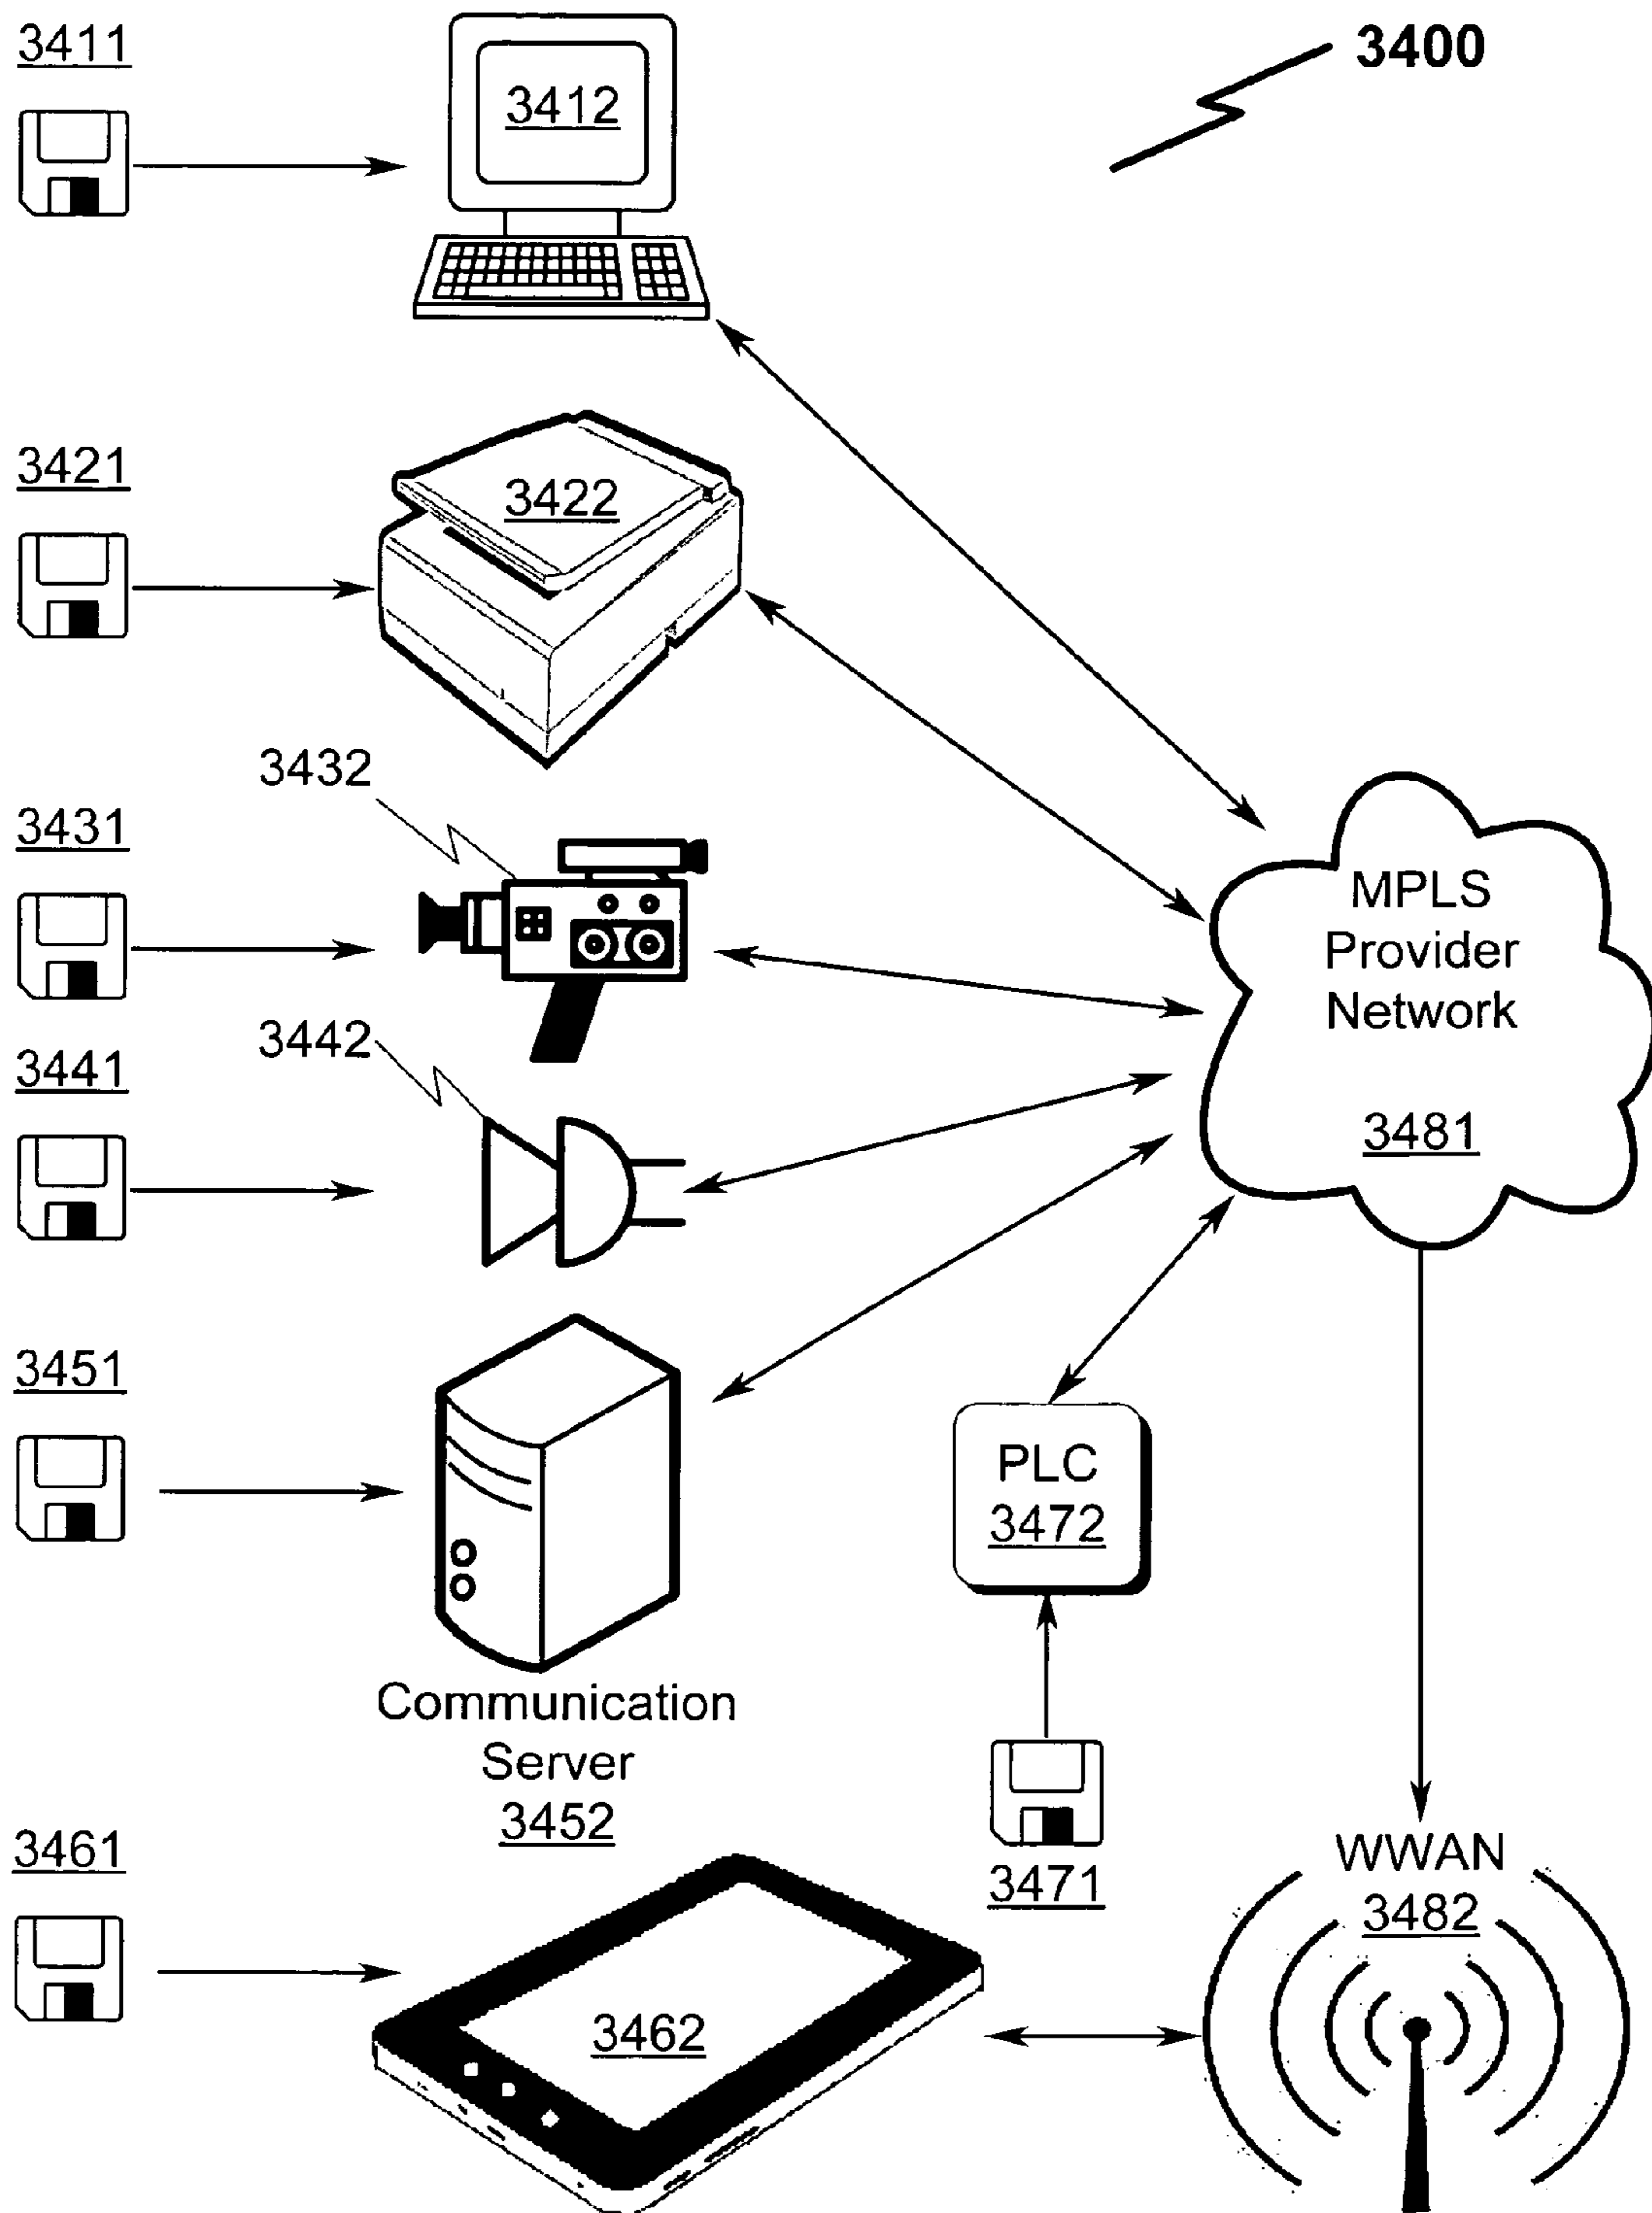 3411
3400
3412
3421
3422
3432
3431
MPLS
Provider
Network
3442
3441
3481
3451
PLC
3472
Communication
Server
3452
3461
3471
WWAN
3482
3462